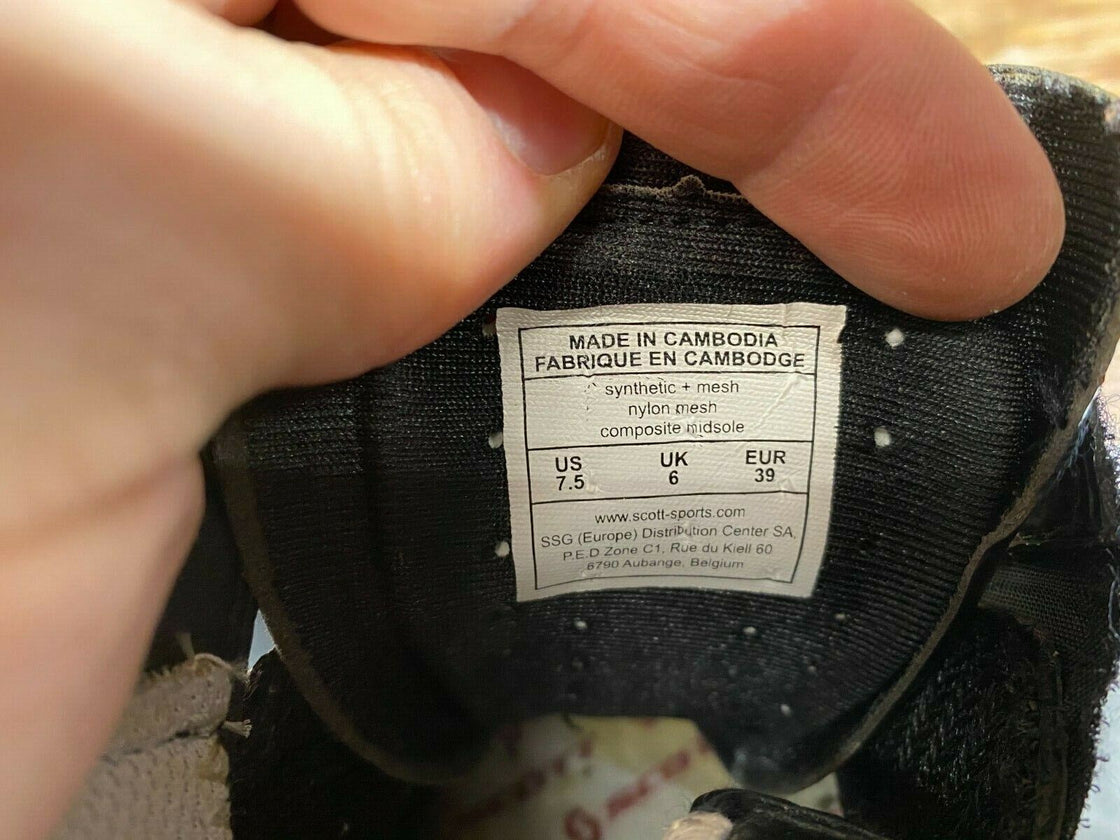 MADE IN CAMBODIA
FABRIQUE EN CAMBODGE
synthetic + mesh
nylon mesh
composite midsole
US UK EUR
7.5 6 39
www.scott-sports.com
SSG (Europe) Distribution Center SA,
P.E.D Zone C1, Rue du Kiell 60
6790 Aubange, Belgium